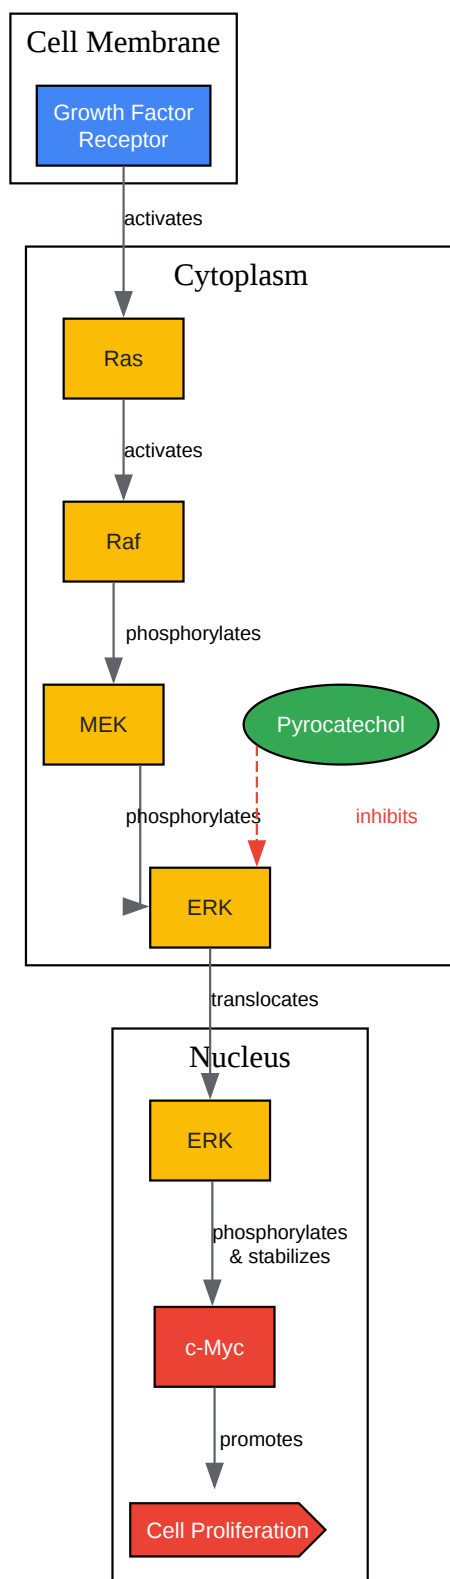 Cell Membrane
Growth Factor
Receptor
activates
Cytoplasm
Ras
activates
Raf
phosphorylates
MEK
Pyrocatechol
phosphorylates
inhibits
ERK
translocates
Nucleus
ERK
phosphorylates
& stabilizes
c-Myc
promotes
Cell Proliferation